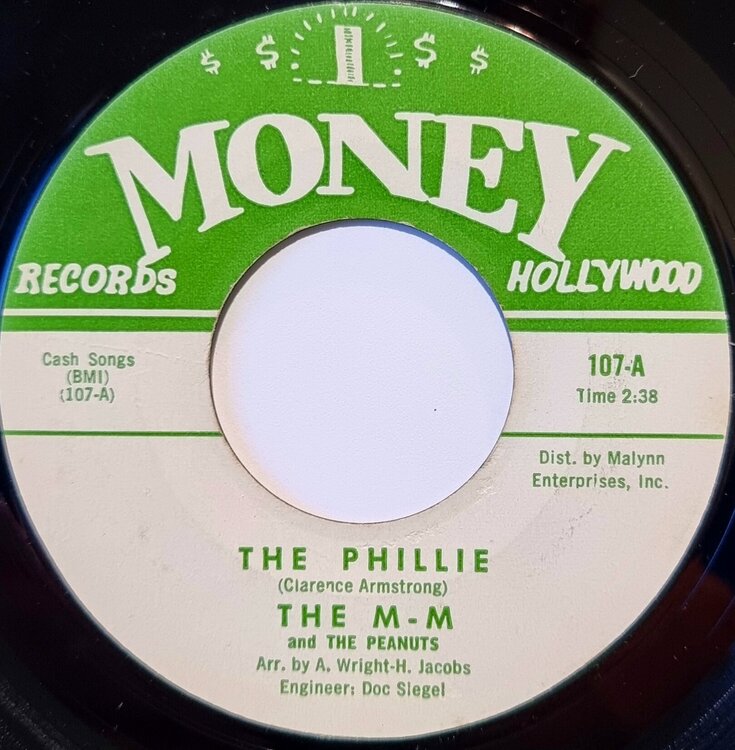 $ $ 1 $ $
MONEY
RECORDS HOLLYWOOD
Cash Songs
(BMI)
(107-A)
107-A
Time 2:38
Dist. by Malynn
Enterprises, Inc.
THE PHILLIE
(Clarence Armstrong)
THE M-M
and THE PEANUTS
Arr. by A. Wright-H. Jacobs
Engineer: Doc Siegel